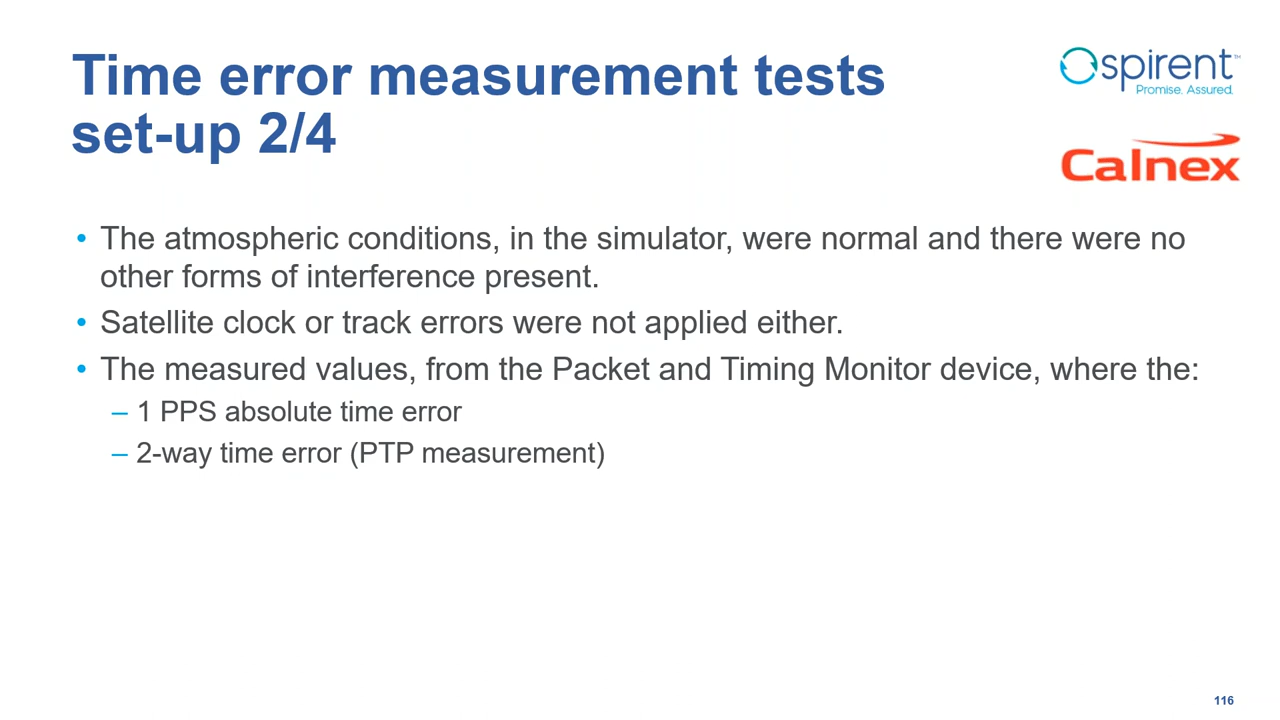 Time error measurement tests
set-up 2/4
spirent™
Promise. Assured.
Calnex
• The atmospheric conditions, in the simulator, were normal and there were no
other forms of interference present.
• Satellite clock or track errors were not applied either.
• The measured values, from the Packet and Timing Monitor device, where the:
– 1 PPS absolute time error
– 2-way time error (PTP measurement)
116